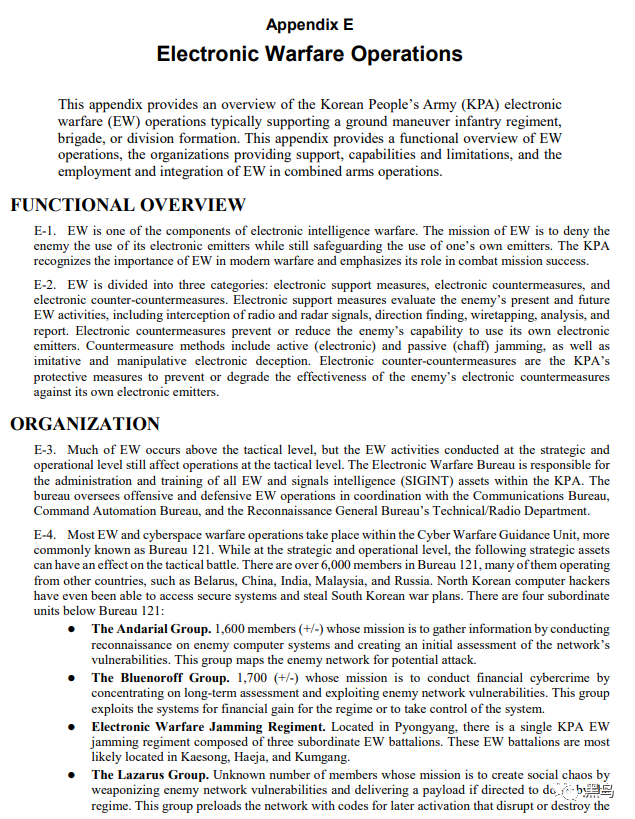 Appendix E
Electronic Warfare Operations
This appendix provides an overview of the Korean People's Army (KPA) electronic
warfare (EW) operations typically supporting a ground maneuver infantry regiment,
brigade, or division formation. This appendix provides a functional overview of EW
operations, the organizations providing support, capabilities and limitations, and the
employment and integration of EW in combined arms operations.
FUNCTIONAL OVERVIEW
E-1. EW is one of the components of electronic intelligence warfare. The mission of EW is to deny the
enemy the use of its electronic emitters while still safeguarding the use of one's own emitters. The KPA
recognizes the importance of EW in modern warfare and emphasizes its role in combat mission success.
E-2. EW is divided into three categories: electronic support measures, electronic countermeasures, and
electronic counter-countermeasures. Electronic support measures evaluate the enemy's present and future
EW activities, including interception of radio and radar signals, direction finding, wiretapping, analysis, and
report. Electronic countermeasures prevent or reduce the enemy's capability to use its own electronic
emitters. Countermeasure methods include active (electronic) and passive (chaff) jamming, as well as
imitative and manipulative electronic deception. Electronic counter-countermeasures are the KPA's
protective measures to prevent or degrade the effectiveness of the enemy's electronic countermeasures
against its own electronic emitters.
ORGANIZATION
E-3. Much of EW occurs above the tactical level, but the EW activities conducted at the strategic and
operational level still affect operations at the tactical level. The Electronic Warfare Bureau is responsible for
the administration and training of all EW and signals intelligence (SIGINT) assets within the KPA. The
bureau oversees offensive and defensive EW operations in coordination with the Communications Bureau,
Command Automation Bureau, and the Reconnaissance General Bureau's Technical/Radio Department.
E-4. Most EW and cyberspace warfare operations take place within the Cyber Warfare Guidance Unit, more
commonly known as Bureau 121. While at the strategic and operational level, the following strategic assets
can have an effect on the tactical battle. There are over 6,000 members in Bureau 121, many of them operating
from other countries, such as Belarus, China, India, Malaysia, and Russia. North Korean computer hackers
have even been able to access secure systems and steal South Korean war plans. There are four subordinate
units below Bureau 121:
● The Andarial Group. 1,600 members (+/-) whose mission is to gather information by conducting
reconnaissance on enemy computer systems and creating an initial assessment of the network's
vulnerabilities. This group maps the enemy network for potential attack.
● The Bluenoroff Group. 1,700 (+/-) whose mission is to conduct financial cybercrime by
concentrating on long-term assessment and exploiting enemy network vulnerabilities. This group
exploits the systems for financial gain for the regime or to take control of the system.
● Electronic Warfare Jamming Regiment. Located in Pyongyang, there is a single KPA EW
jamming regiment composed of three subordinate EW battalions. These EW battalions are most
likely located in Kaesong, Haeja, and Kumgang.
● The Lazarus Group. Unknown number of members whose mission is to create social chaos by
weaponizing enemy network vulnerabilities and delivering a payload if directed to do
黑鸟
regime. This group preloads the network with codes for later activation that disrupt or destroy the